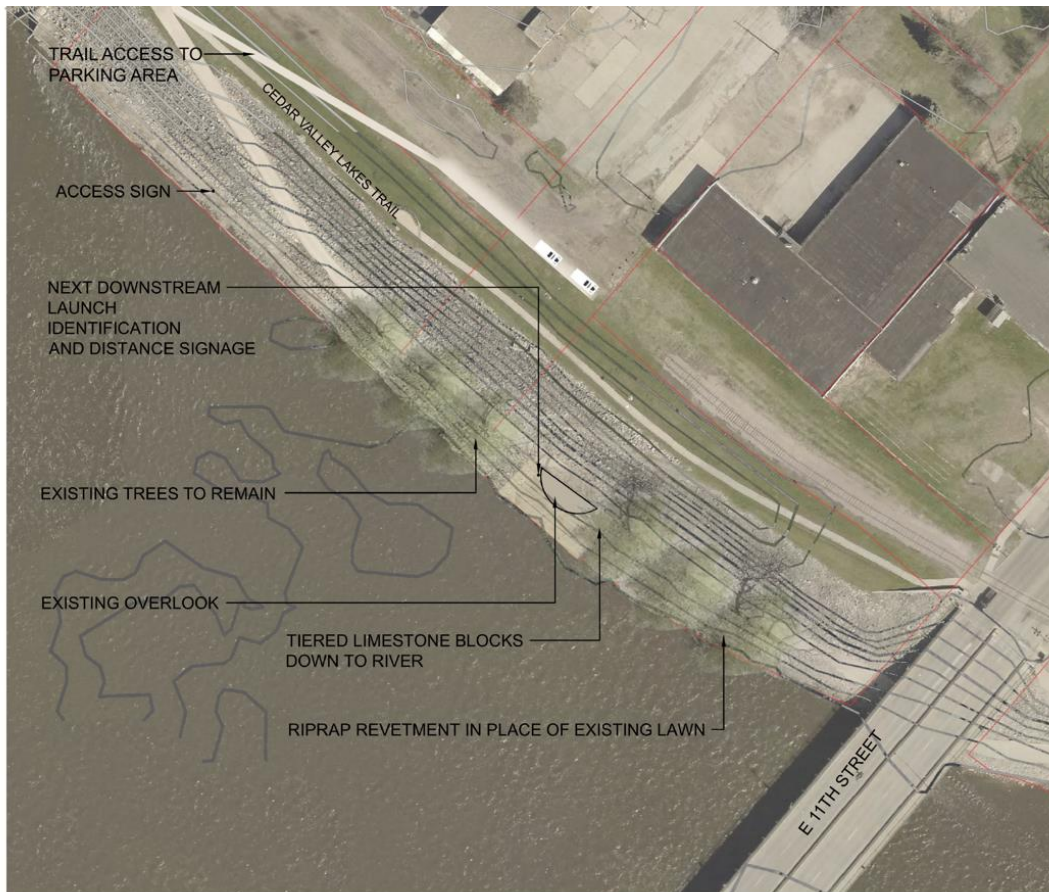 TRAIL ACCESS TO
PARKING AREA
CEDAR VALLEY LAKES TRAIL
ACCESS SIGN
NEXT DOWNSTREAM
LAUNCH
IDENTIFICATION
AND DISTANCE SIGNAGE
EXISTING TREES TO REMAIN
EXISTING OVERLOOK
TIERED LIMESTONE BLOCKS
DOWN TO RIVER
RIPRAP REVETMENT IN PLACE OF EXISTING LAWN
E 11TH STREET